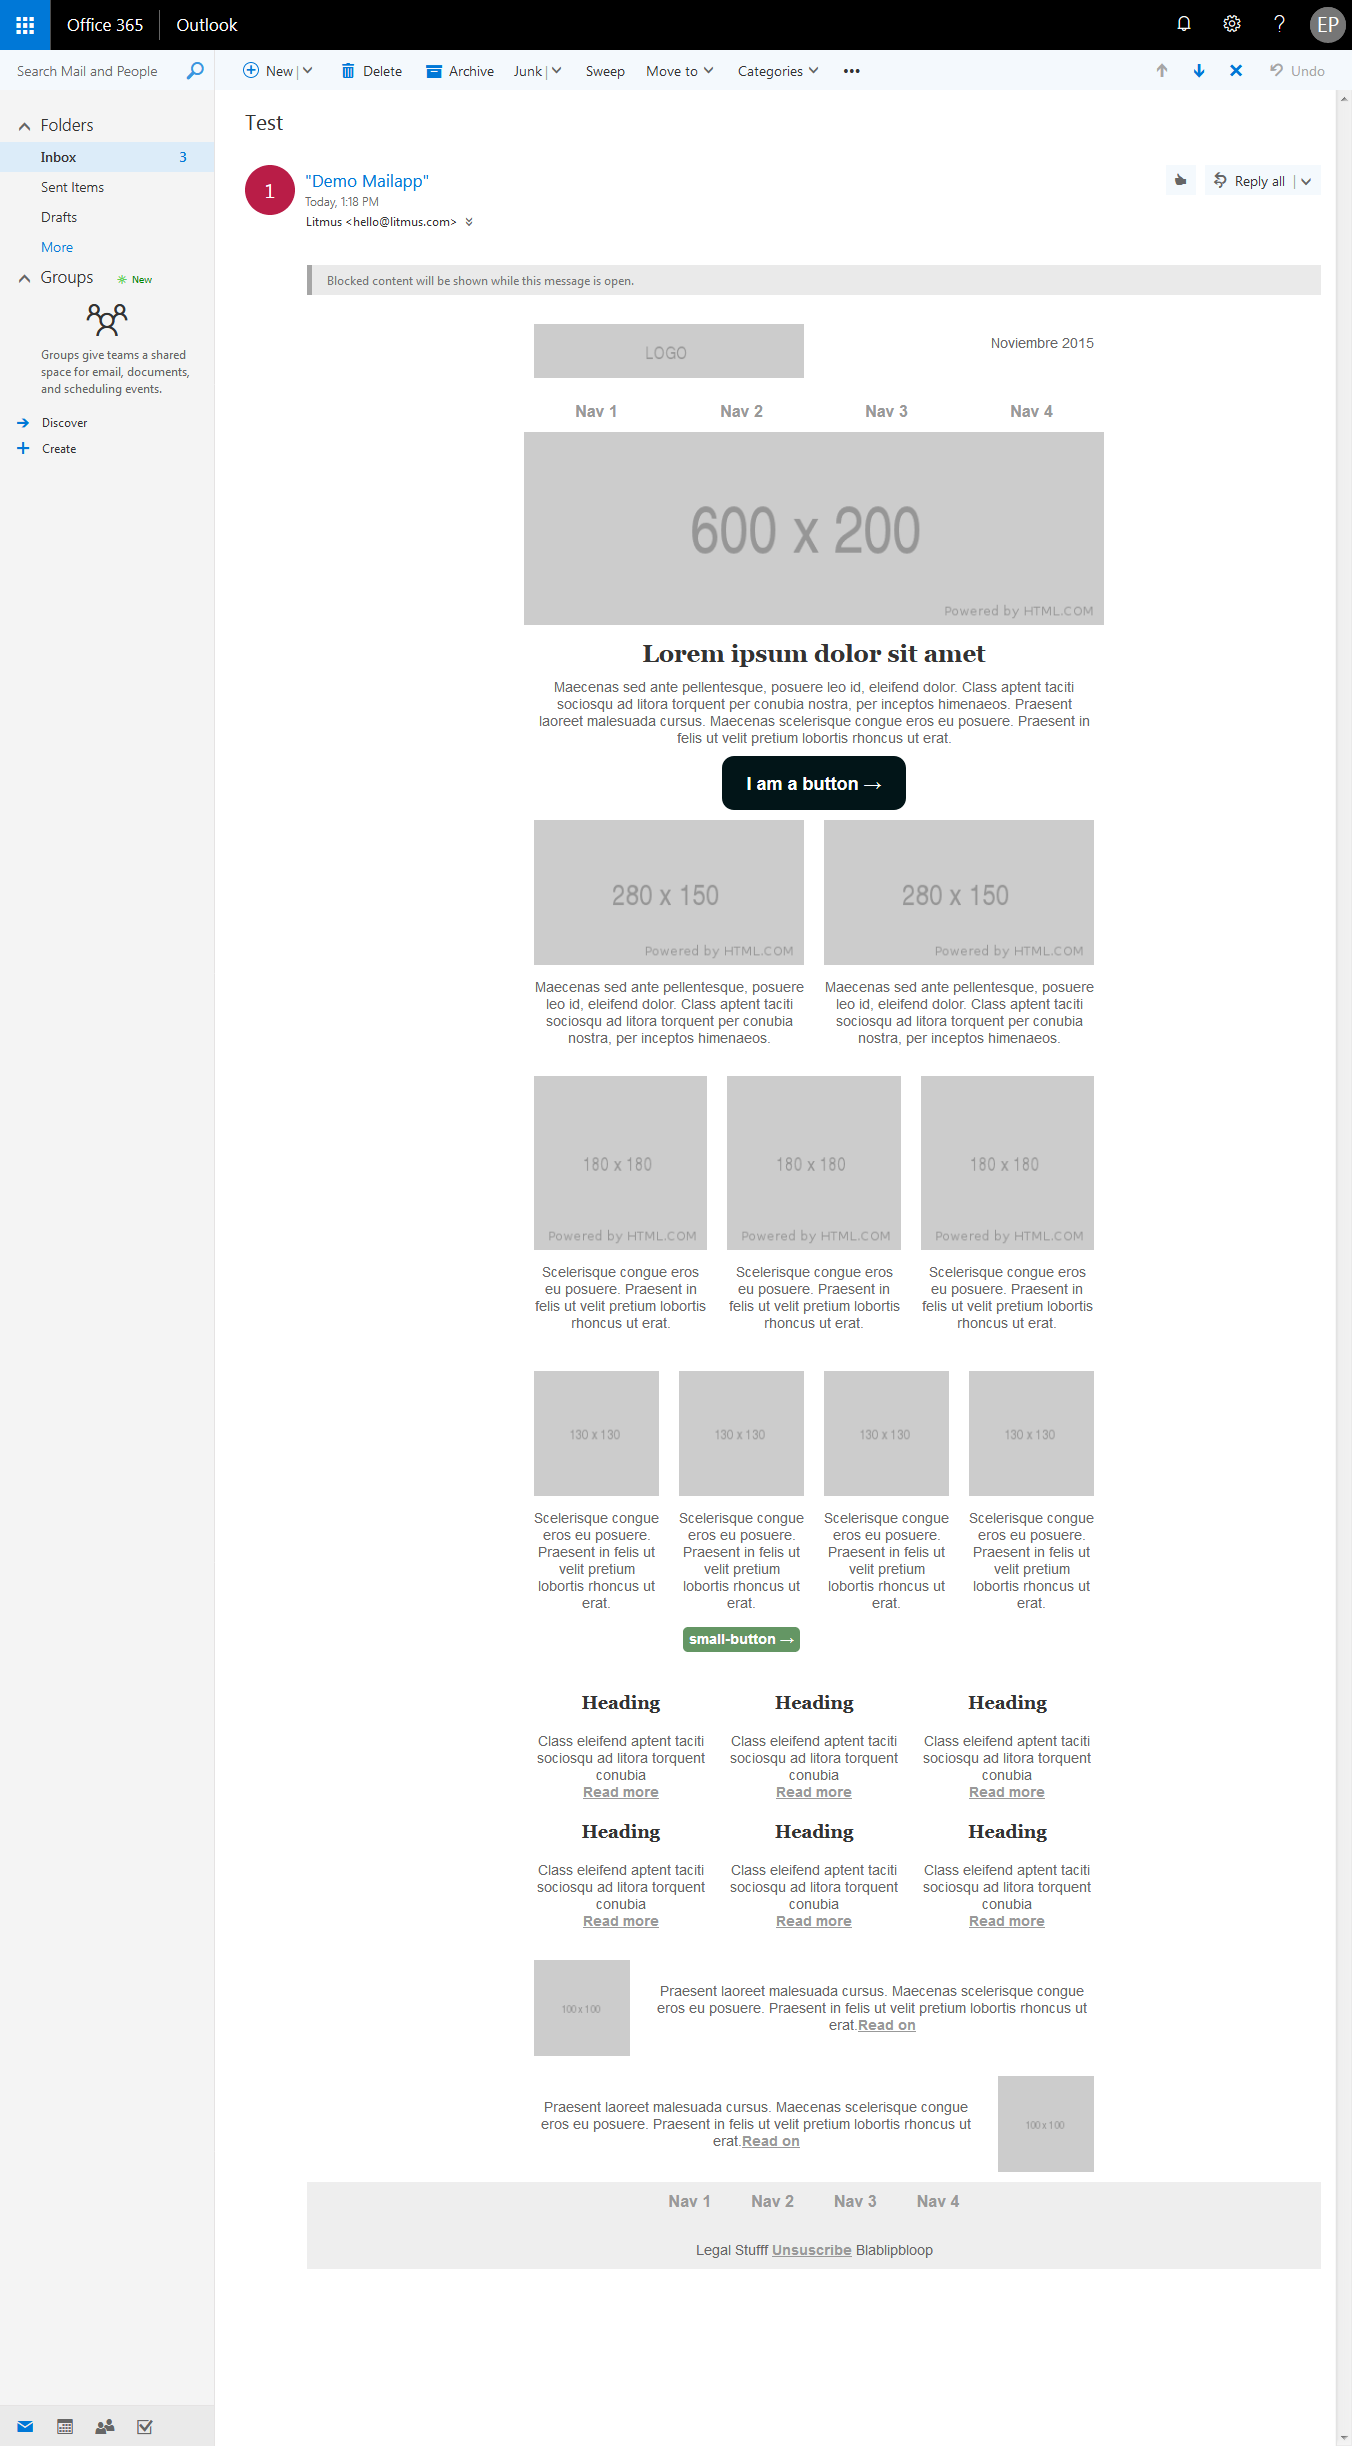 Office 365 Outlook ? EP
Search Mail and People
New Delete Archive Junk Sweep Move to Categories ••• Undo
Folders
Inbox 3
Sent Items
Drafts
More
Groups New
Groups give teams a shared
space for email, documents,
and scheduling events.
Discover
Create
Test
1
"Demo Mailapp"
Today, 1:18 PM
Litmus <hello@litmus.com>
Reply all
Blocked content will be shown while this message is open.
LOGO
Noviembre 2015
Nav 1 Nav 2 Nav 3 Nav 4
600 x 200
Powered by HTML.COM
Lorem ipsum dolor sit amet
Maecenas sed ante pellentesque, posuere leo id, eleifend dolor. Class aptent taciti
sociosqu ad litora torquent per conubia nostra, per inceptos himenaeos. Praesent
laoreet malesuada cursus. Maecenas scelerisque congue eros eu posuere. Praesent in
felis ut velit pretium lobortis rhoncus ut erat.
I am a button →
280 x 150
Powered by HTML.COM
Maecenas sed ante pellentesque, posuere
leo id, eleifend dolor. Class aptent taciti
sociosqu ad litora torquent per conubia
nostra, per inceptos himenaeos.
280 x 150
Powered by HTML.COM
Maecenas sed ante pellentesque, posuere
leo id, eleifend dolor. Class aptent taciti
sociosqu ad litora torquent per conubia
nostra, per inceptos himenaeos.
180 x 180
Powered by HTML.COM
Scelerisque congue eros
eu posuere. Praesent in
felis ut velit pretium lobortis
rhoncus ut erat.
180 x 180
Powered by HTML.COM
Scelerisque congue eros
eu posuere. Praesent in
felis ut velit pretium lobortis
rhoncus ut erat.
180 x 180
Powered by HTML.COM
Scelerisque congue eros
eu posuere. Praesent in
felis ut velit pretium lobortis
rhoncus ut erat.
130 x 130
Scelerisque congue
eros eu posuere.
Praesent in felis ut
velit pretium
lobortis rhoncus ut
erat.
130 x 130
Scelerisque congue
eros eu posuere.
Praesent in felis ut
velit pretium
lobortis rhoncus ut
erat.
small-button →
130 x 130
Scelerisque congue
eros eu posuere.
Praesent in felis ut
velit pretium
lobortis rhoncus ut
erat.
130 x 130
Scelerisque congue
eros eu posuere.
Praesent in felis ut
velit pretium
lobortis rhoncus ut
erat.
Heading
Class eleifend aptent taciti
sociosqu ad litora torquent
conubia
Read more
Heading
Class eleifend aptent taciti
sociosqu ad litora torquent
conubia
Read more
Heading
Class eleifend aptent taciti
sociosqu ad litora torquent
conubia
Read more
Heading
Class eleifend aptent taciti
sociosqu ad litora torquent
conubia
Read more
Heading
Class eleifend aptent taciti
sociosqu ad litora torquent
conubia
Read more
Heading
Class eleifend aptent taciti
sociosqu ad litora torquent
conubia
Read more
100 x 100
Praesent laoreet malesuada cursus. Maecenas scelerisque congue
eros eu posuere. Praesent in felis ut velit pretium lobortis rhoncus ut
erat.Read on
Praesent laoreet malesuada cursus. Maecenas scelerisque congue
eros eu posuere. Praesent in felis ut velit pretium lobortis rhoncus ut
erat.Read on
100 x 100
Nav 1 Nav 2 Nav 3 Nav 4
Legal Stufff Unsuscribe Blablipbloop